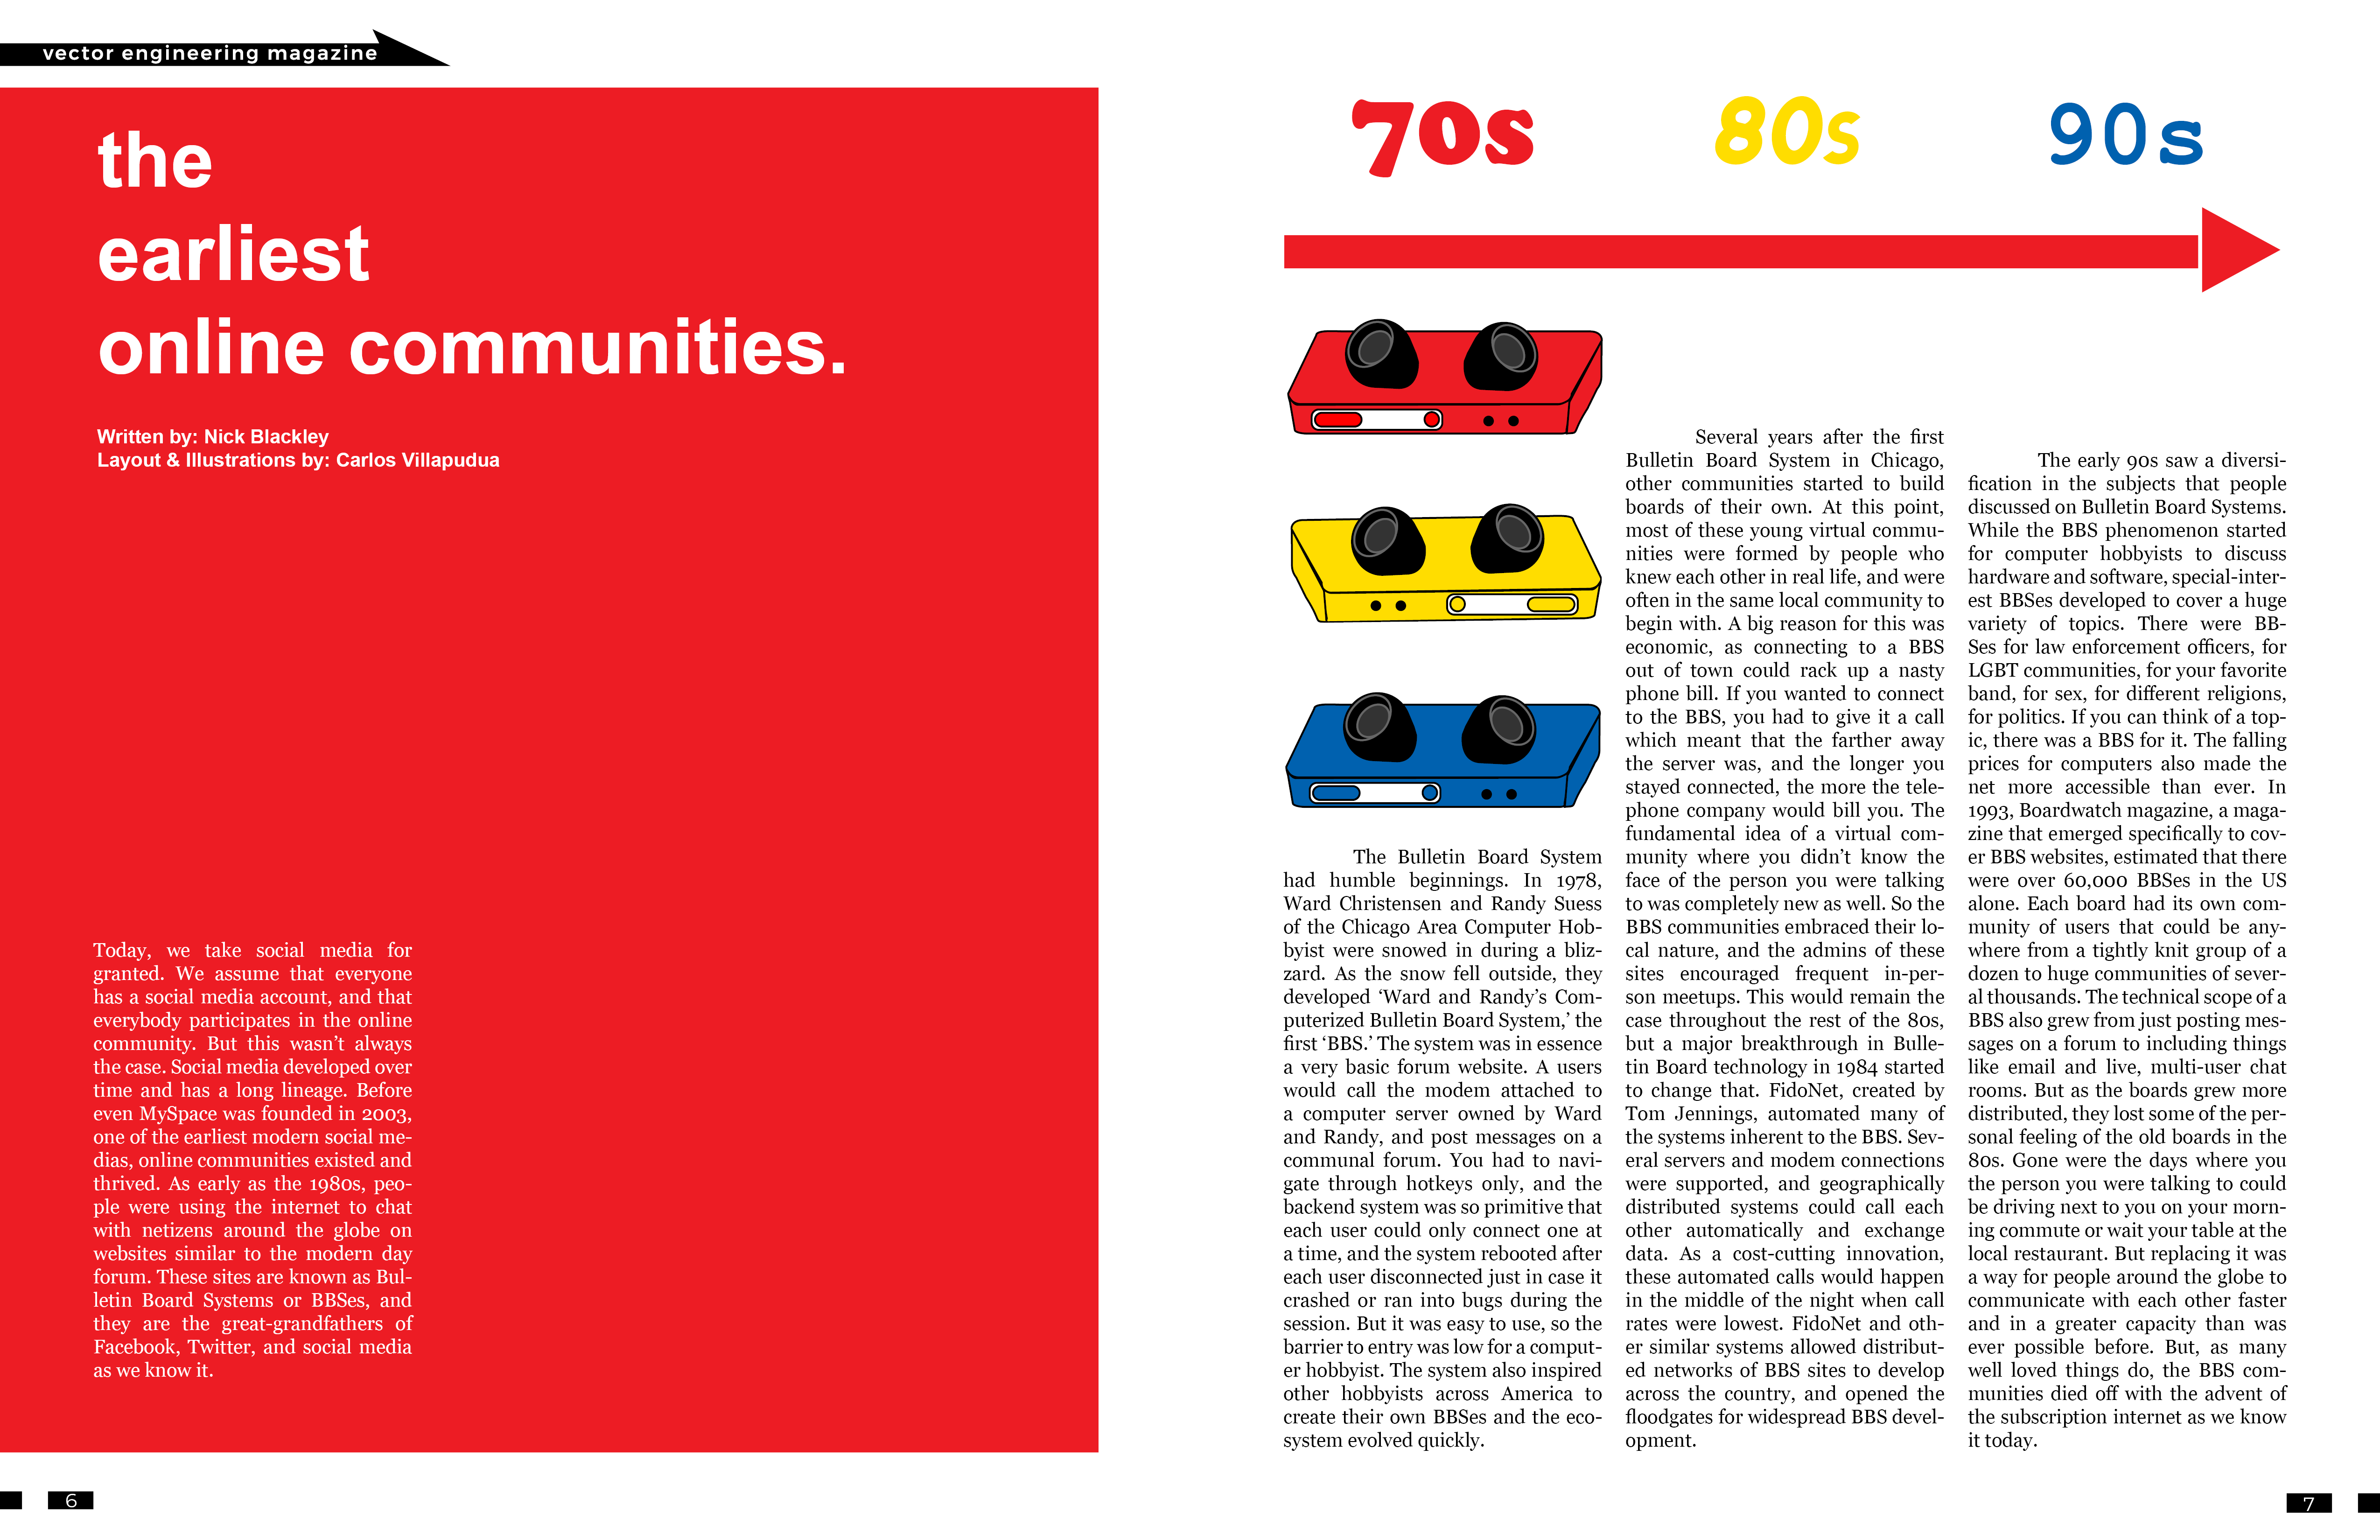 vector engineering magazine
the
earliest
online communities.
Written by: Nick Blackley
Layout & Illustrations by: Carlos Villapudua
Today, we take social media for
granted. We assume that everyone
has a social media account, and that
everybody participates in the online
community. But this wasn’t always
the case. Social media developed over
time and has a long lineage. Before
even MySpace was founded in 2003,
one of the earliest modern social me-
dias, online communities existed and
thrived. As early as the 1980s, peo-
ple were using the internet to chat
with netizens around the globe on
websites similar to the modern day
forum. These sites are known as Bul-
letin Board Systems or BBSes, and
they are the great-grandfathers of
Facebook, Twitter, and social media
as we know it.
6
70s
80s
90s
The Bulletin Board System
had humble beginnings. In 1978,
Ward Christensen and Randy Suess
of the Chicago Area Computer Hob-
byist were snowed in during a bliz-
zard. As the snow fell outside, they
developed ‘Ward and Randy’s Com-
puterized Bulletin Board System,’ the
first ‘BBS.’ The system was in essence
a very basic forum website. A users
would call the modem attached to
a computer server owned by Ward
and Randy, and post messages on a
communal forum. You had to navi-
gate through hotkeys only, and the
backend system was so primitive that
each user could only connect one at
a time, and the system rebooted after
each user disconnected just in case it
crashed or ran into bugs during the
session. But it was easy to use, so the
barrier to entry was low for a comput-
er hobbyist. The system also inspired
other hobbyists across America to
create their own BBSes and the eco-
system evolved quickly.
Several years after the first
Bulletin Board System in Chicago,
other communities started to build
boards of their own. At this point,
most of these young virtual commu-
nities were formed by people who
knew each other in real life, and were
often in the same local community to
begin with. A big reason for this was
economic, as connecting to a BBS
out of town could rack up a nasty
phone bill. If you wanted to connect
to the BBS, you had to give it a call
which meant that the farther away
the server was, and the longer you
stayed connected, the more the tele-
phone company would bill you. The
fundamental idea of a virtual com-
munity where you didn’t know the
face of the person you were talking
to was completely new as well. So the
BBS communities embraced their lo-
cal nature, and the admins of these
sites encouraged frequent in-per-
son meetups. This would remain the
case throughout the rest of the 80s,
but a major breakthrough in Bulle-
tin Board technology in 1984 started
to change that. FidoNet, created by
Tom Jennings, automated many of
the systems inherent to the BBS. Sev-
eral servers and modem connections
were supported, and geographically
distributed systems could call each
other automatically and exchange
data. As a cost-cutting innovation,
these automated calls would happen
in the middle of the night when call
rates were lowest. FidoNet and oth-
er similar systems allowed distribut-
ed networks of BBS sites to develop
across the country, and opened the
floodgates for widespread BBS devel-
opment.
The early 90s saw a diversi-
fication in the subjects that people
discussed on Bulletin Board Systems.
While the BBS phenomenon started
for computer hobbyists to discuss
hardware and software, special-inter-
est BBSes developed to cover a huge
variety of topics. There were BB-
Ses for law enforcement officers, for
LGBT communities, for your favorite
band, for sex, for different religions,
for politics. If you can think of a top-
ic, there was a BBS for it. The falling
prices for computers also made the
net more accessible than ever. In
1993, Boardwatch magazine, a maga-
zine that emerged specifically to cov-
er BBS websites, estimated that there
were over 60,000 BBSes in the US
alone. Each board had its own com-
munity of users that could be any-
where from a tightly knit group of a
dozen to huge communities of sever-
al thousands. The technical scope of a
BBS also grew from just posting mes-
sages on a forum to including things
like email and live, multi-user chat
rooms. But as the boards grew more
distributed, they lost some of the per-
sonal feeling of the old boards in the
80s. Gone were the days where you
the person you were talking to could
be driving next to you on your morn-
ing commute or wait your table at the
local restaurant. But replacing it was
a way for people around the globe to
communicate with each other faster
and in a greater capacity than was
ever possible before. But, as many
well loved things do, the BBS com-
munities died off with the advent of
the subscription internet as we know
it today.
7